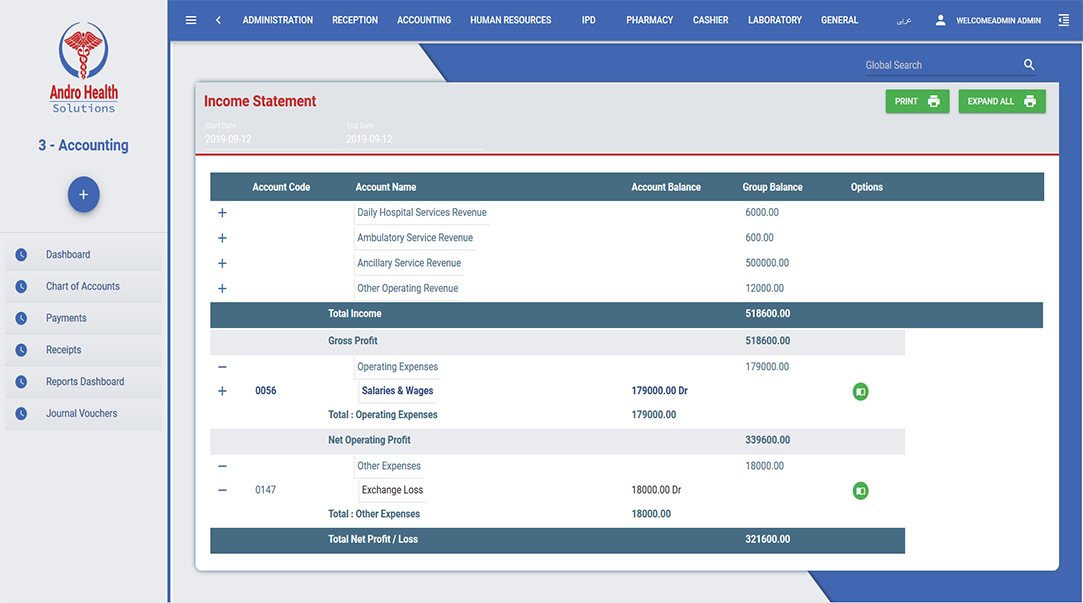 ADMINISTRATION RECEPTION ACCOUNTING HUMAN RESOURCES IPD PHARMACY CASHIER LABORATORY GENERAL عربى WELCOMEADMIN ADMIN
Andro Health
Solutions
3 - Accounting
+
Dashboard
Chart of Accounts
Payments
Receipts
Reports Dashboard
Journal Vouchers
Global Search
Income Statement
PRINT
EXPAND ALL
Start Date End Date
2019-09-12 2019-09-12
Account Code Account Name Account Balance Group Balance Options
+ Daily Hospital Services Revenue 6000.00
+ Ambulatory Service Revenue 600.00
+ Ancillary Service Revenue 500000.00
+ Other Operating Revenue 12000.00
Total Income 518600.00
Gross Profit 518600.00
− Operating Expenses 179000.00
+ 0056 Salaries & Wages 179000.00 Dr
Total : Operating Expenses 179000.00
Net Operating Profit 339600.00
− Other Expenses 18000.00
− 0147 Exchange Loss 18000.00 Dr
Total : Other Expenses 18000.00
Total Net Profit / Loss 321600.00